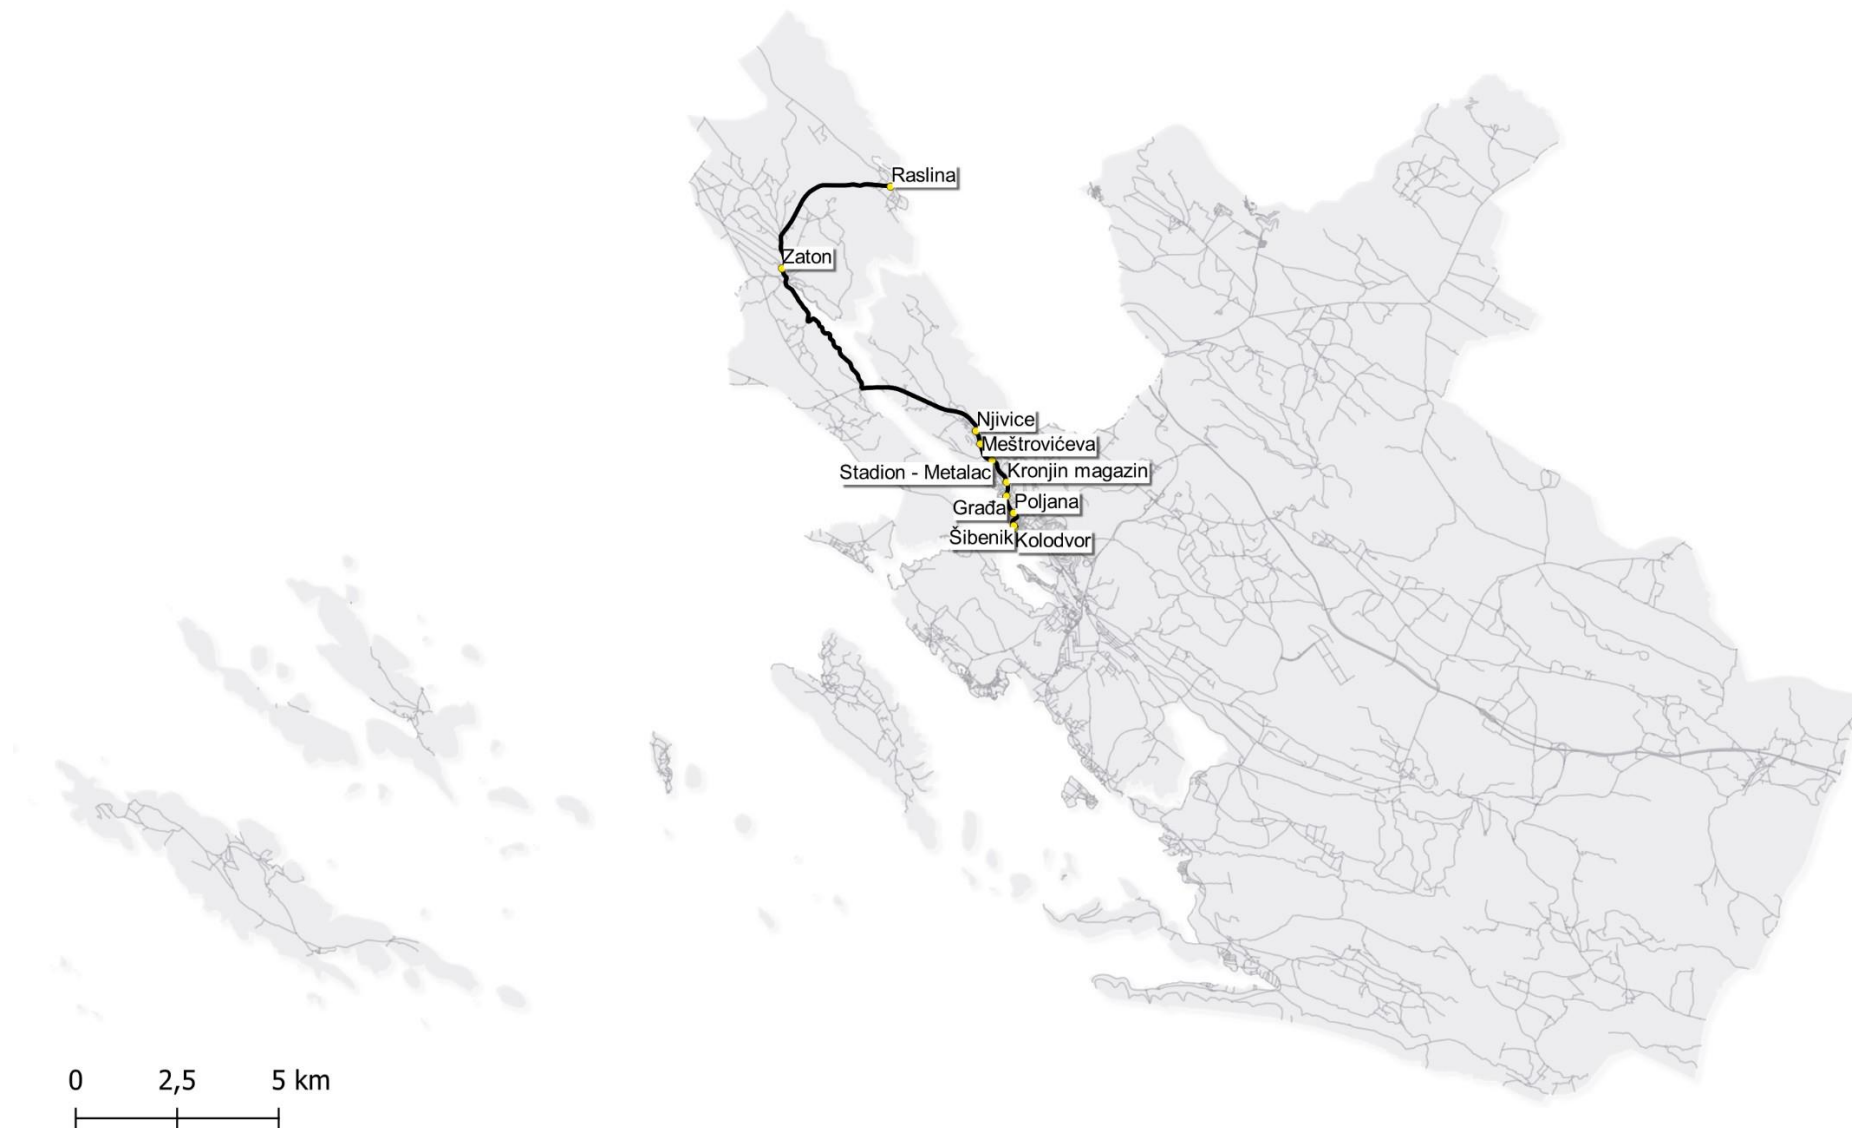 Raslina
Zaton
Njivice
Meštrovićeva
Stadion - Metalac
Kronjin magazin
Građa
Poljana
Šibenik
Kolodvor
0 2,5 5 km